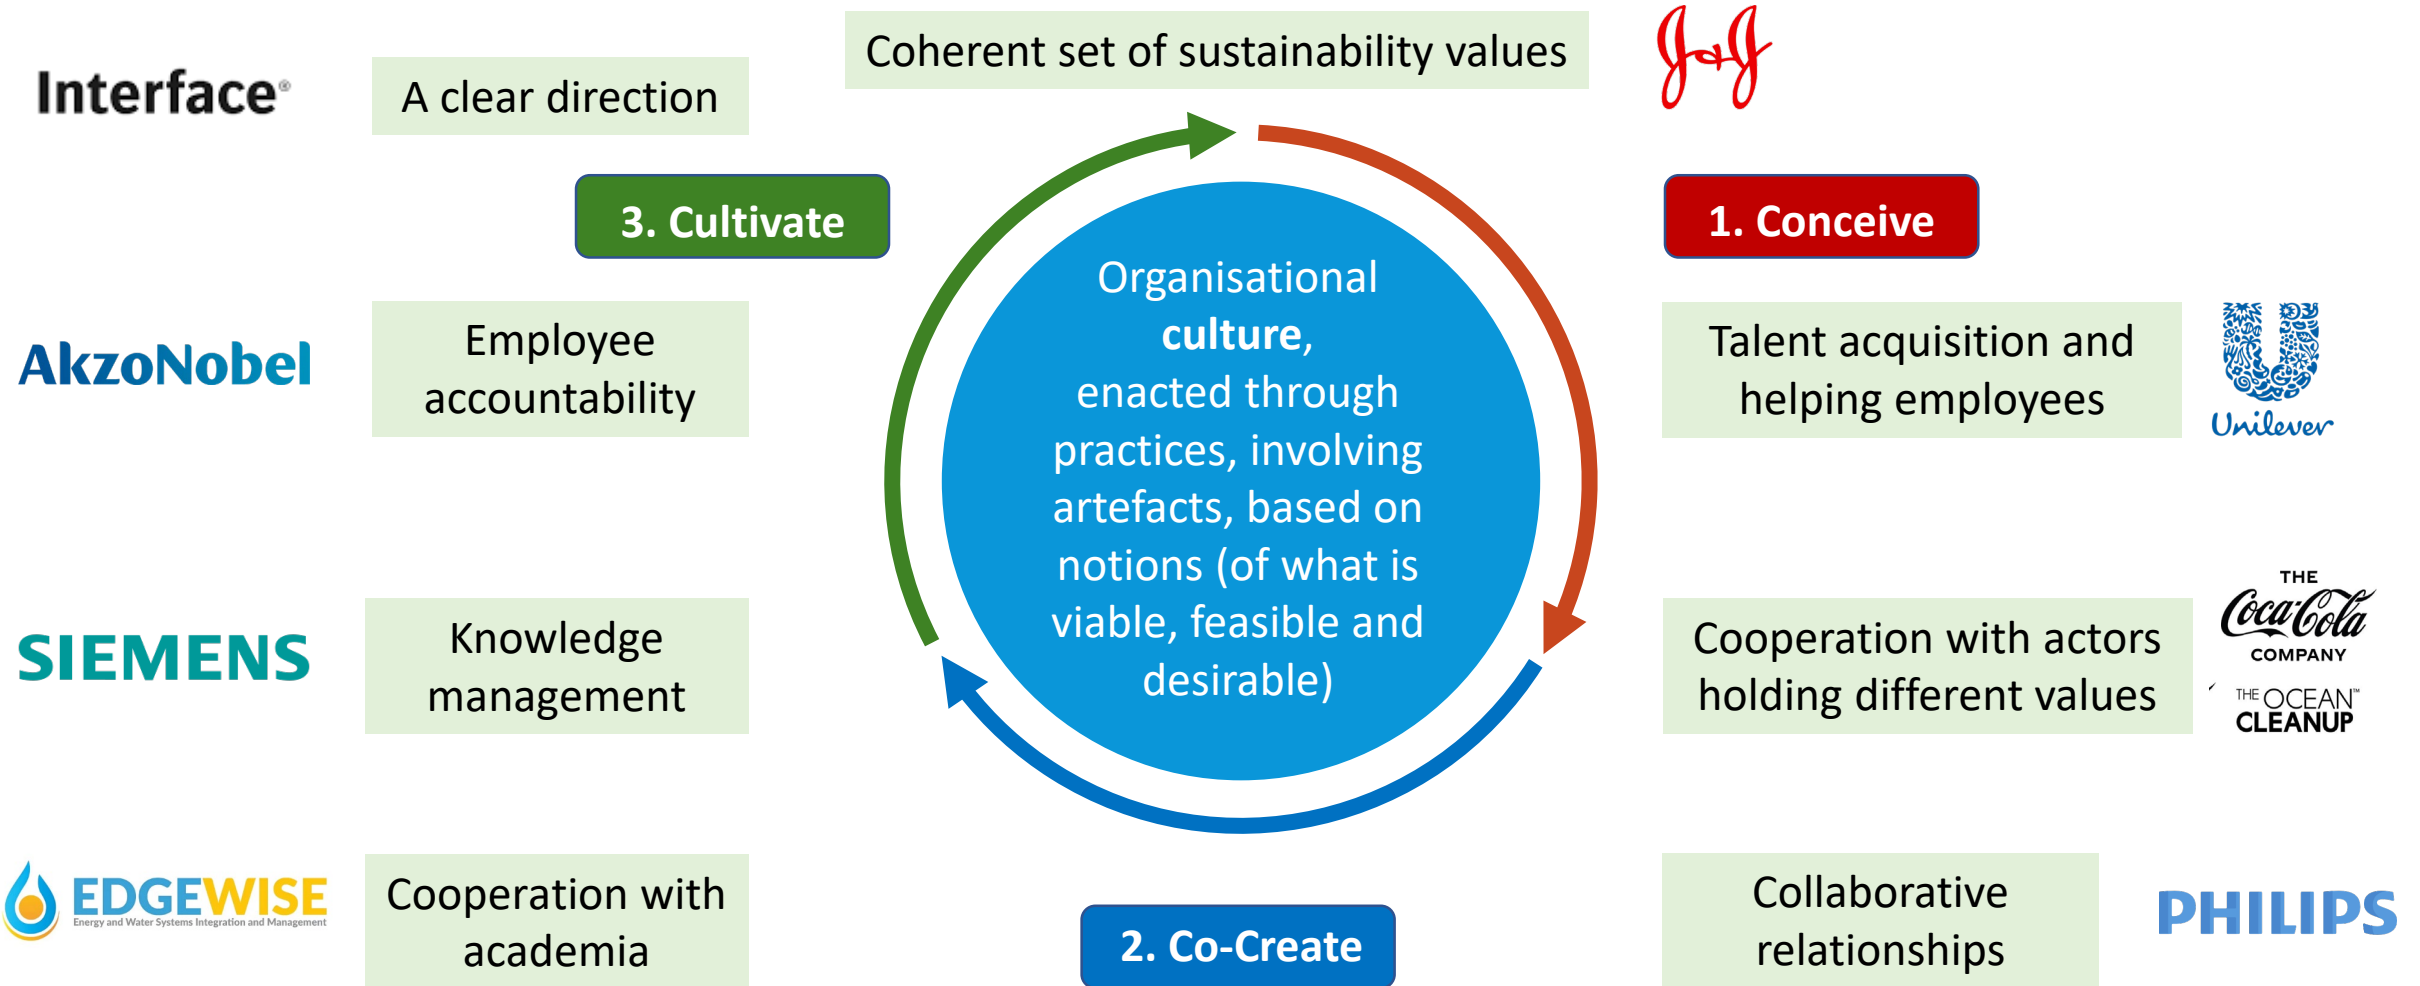 Coherent set of sustainability values
J&J
Interface®
A clear direction
3. Cultivate
1. Conceive
Organisational
culture,
enacted through
practices, involving
artefacts, based on
notions (of what is
viable, feasible and
desirable)
AkzoNobel
Employee
accountability
Talent acquisition and
helping employees
Unilever
SIEMENS
Knowledge
management
Cooperation with actors
holding different values
THE
Coca-Cola
COMPANY
THE OCEAN™
CLEANUP
EDGEWISE
Energy and Water Systems Integration and Management
Cooperation with
academia
2. Co-Create
Collaborative
relationships
PHILIPS